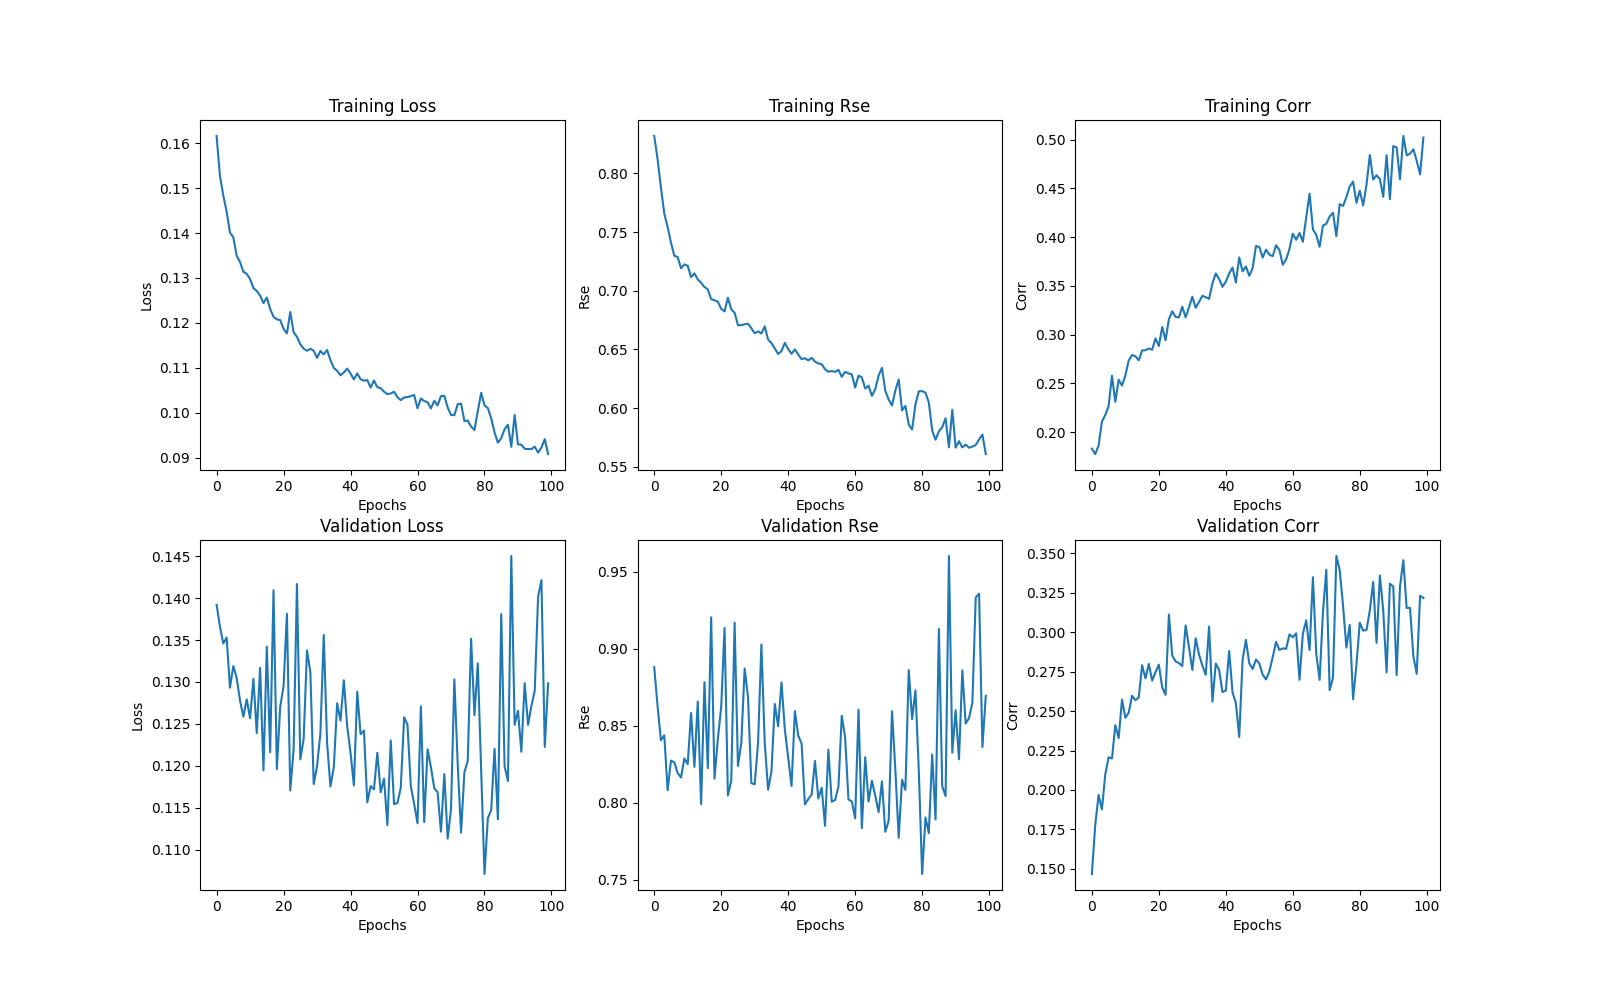 Training Loss
Training Rse
Training Corr
0.16
0.15
0.14
0.13
0.12
0.11
0.10
0.09
Loss
0 20 40 60 80 100
Epochs
0.80
0.75
0.70
0.65
0.60
0.55
Rse
0 20 40 60 80 100
Epochs
0.50
0.45
0.40
0.35
0.30
0.25
0.20
Corr
0 20 40 60 80 100
Epochs
Validation Loss
Validation Rse
Validation Corr
0.145
0.140
0.135
0.130
0.125
0.120
0.115
0.110
Loss
0 20 40 60 80 100
Epochs
0.95
0.90
0.85
0.80
0.75
Rse
0 20 40 60 80 100
Epochs
0.350
0.325
0.300
0.275
0.250
0.225
0.200
0.175
0.150
Corr
0 20 40 60 80 100
Epochs